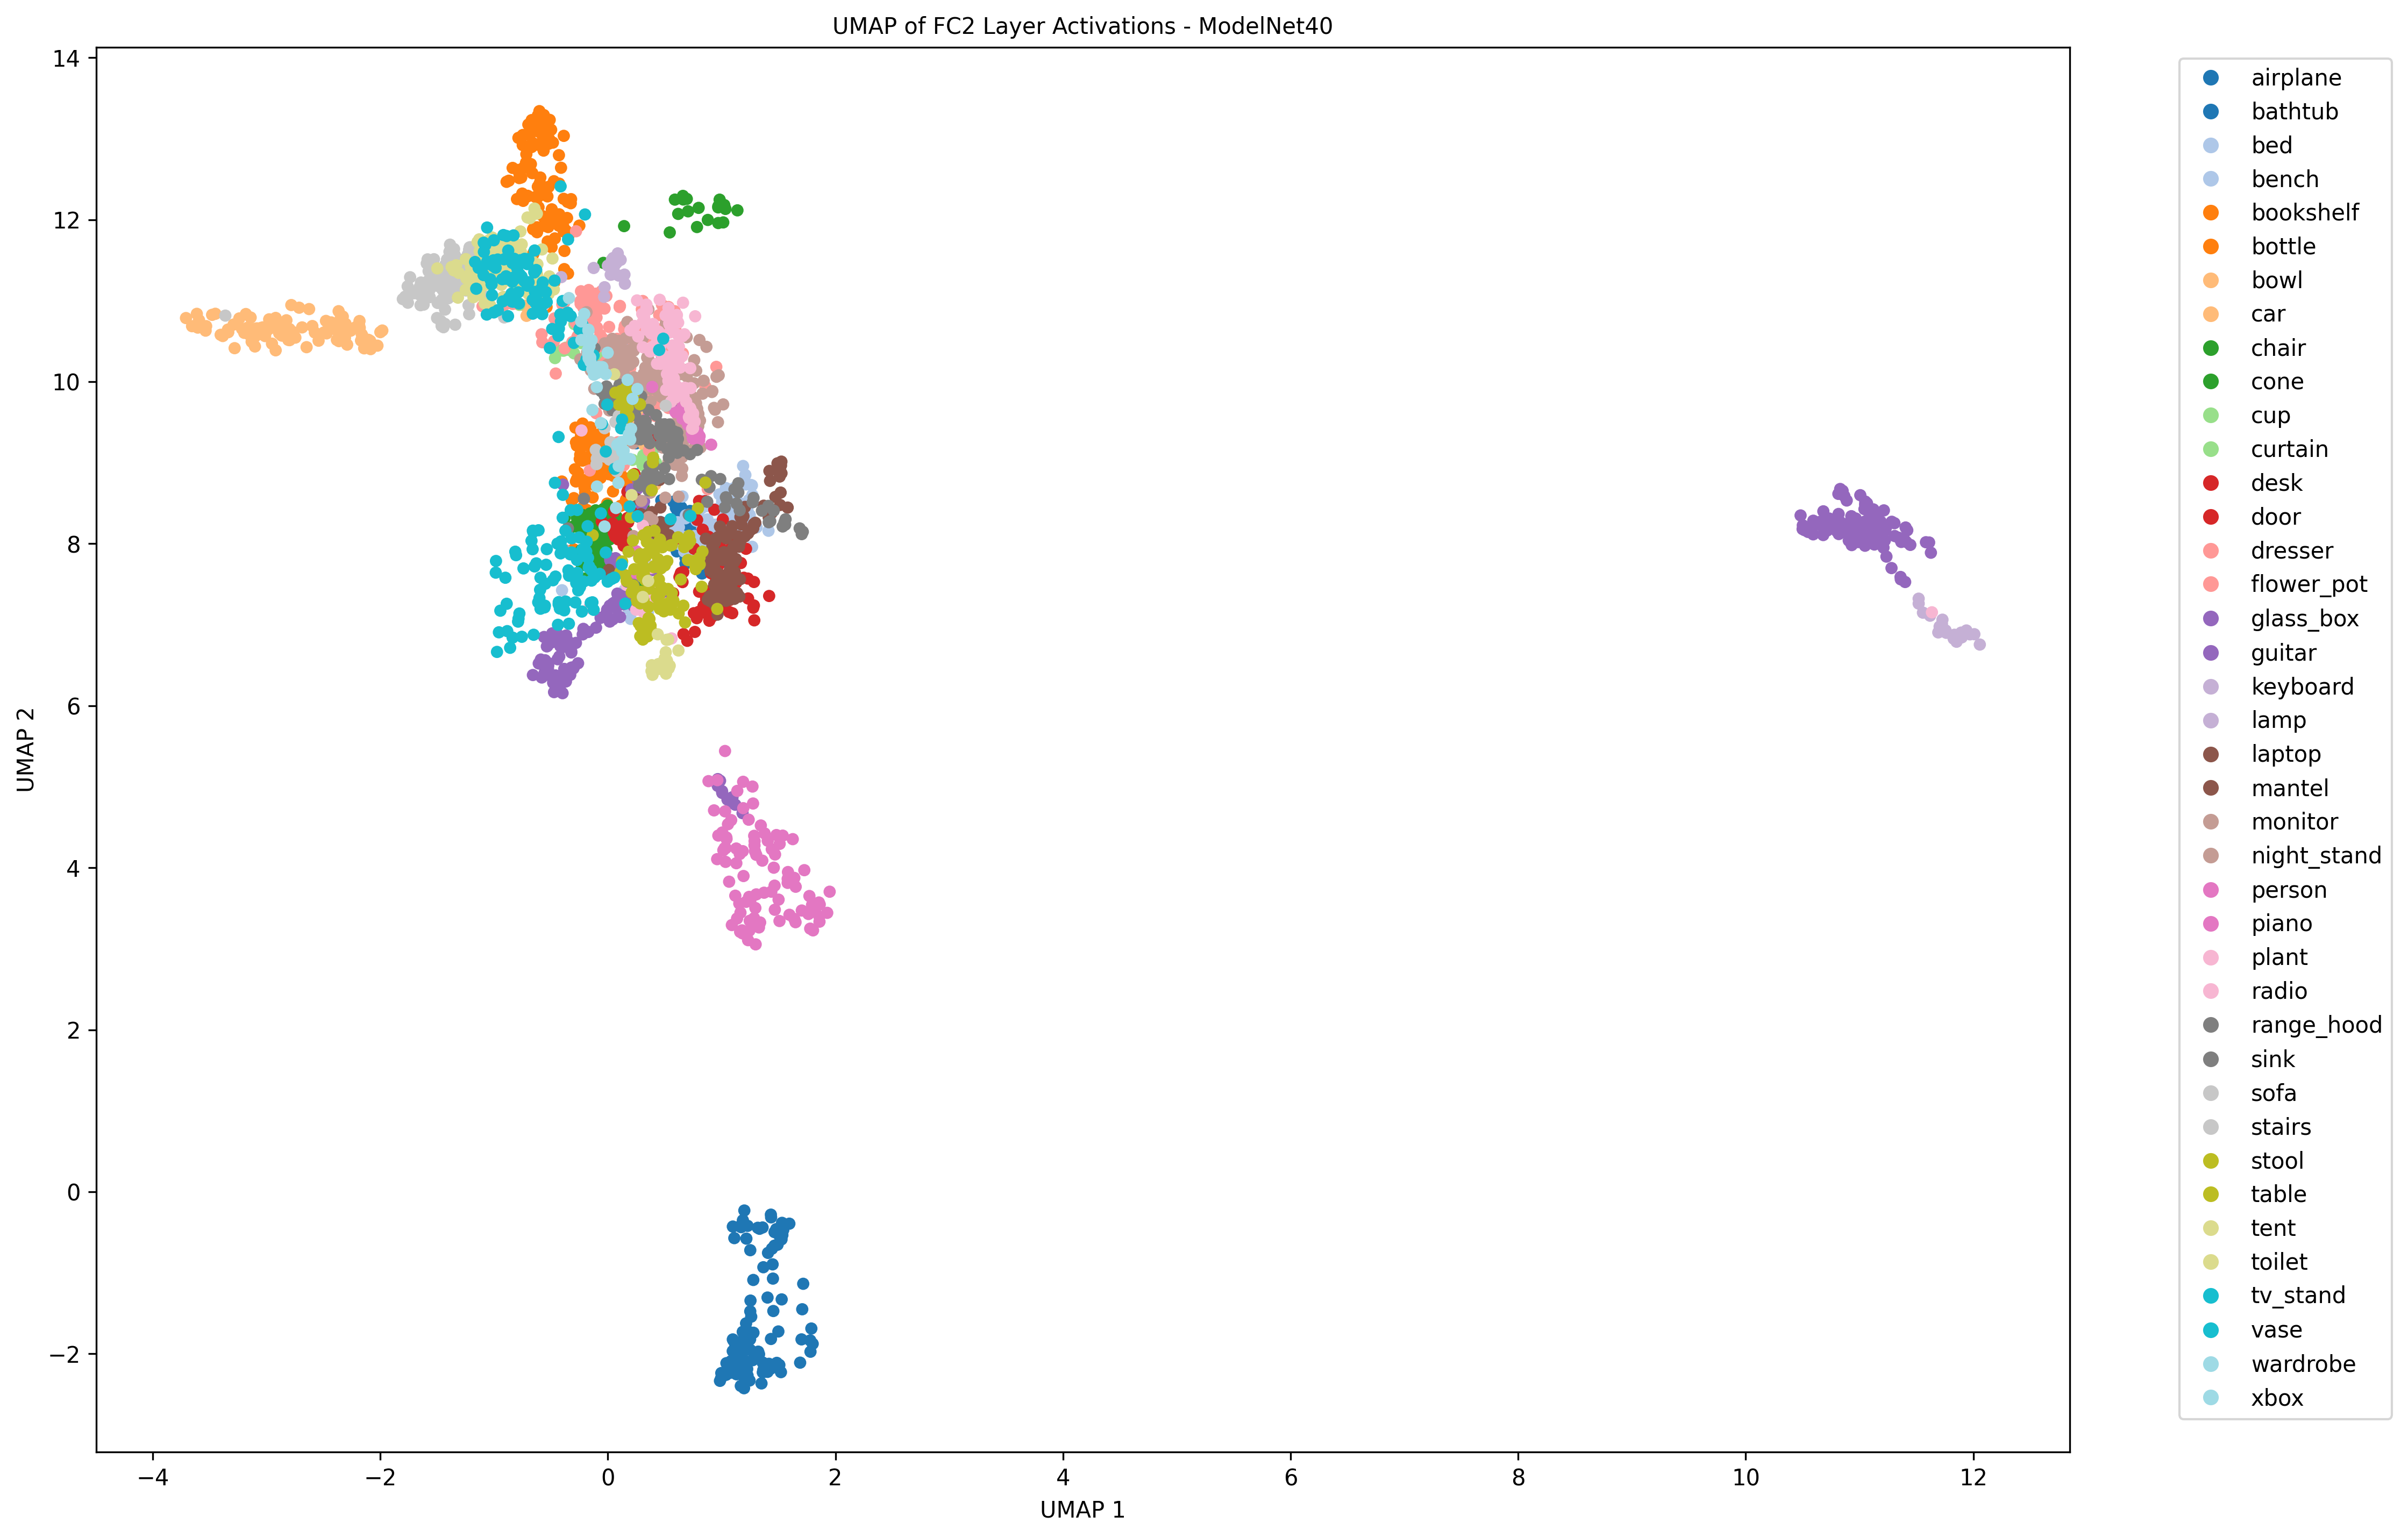 UMAP of FC2 Layer Activations - ModelNet40
14
12
10
8
6
4
2
0
−2
UMAP 2
−4
−2
0
2
4
6
8
10
12
UMAP 1
airplane
bathtub
bed
bench
bookshelf
bottle
bowl
car
chair
cone
cup
curtain
desk
door
dresser
flower_pot
glass_box
guitar
keyboard
lamp
laptop
mantel
monitor
night_stand
person
piano
plant
radio
range_hood
sink
sofa
stairs
stool
table
tent
toilet
tv_stand
vase
wardrobe
xbox